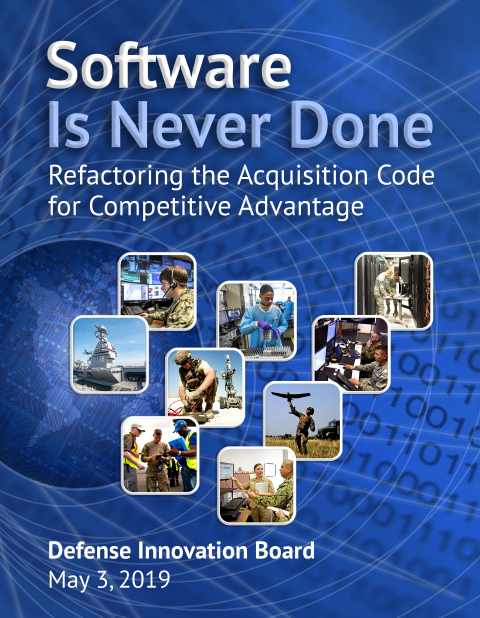 Software
Is Never Done
Refactoring the Acquisition Code
for Competitive Advantage
Defense Innovation Board
May 3, 2019